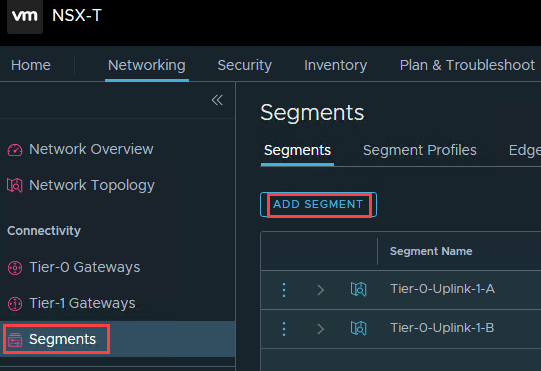 vm NSX-T
Home Networking Security Inventory Plan & Troubleshoot
Network Overview
Network Topology
Connectivity
Tier-0 Gateways
Tier-1 Gateways
Segments
Segments
Segments Segment Profiles Edge
ADD SEGMENT
Segment Name
Tier-0-Uplink-1-A
Tier-0-Uplink-1-B